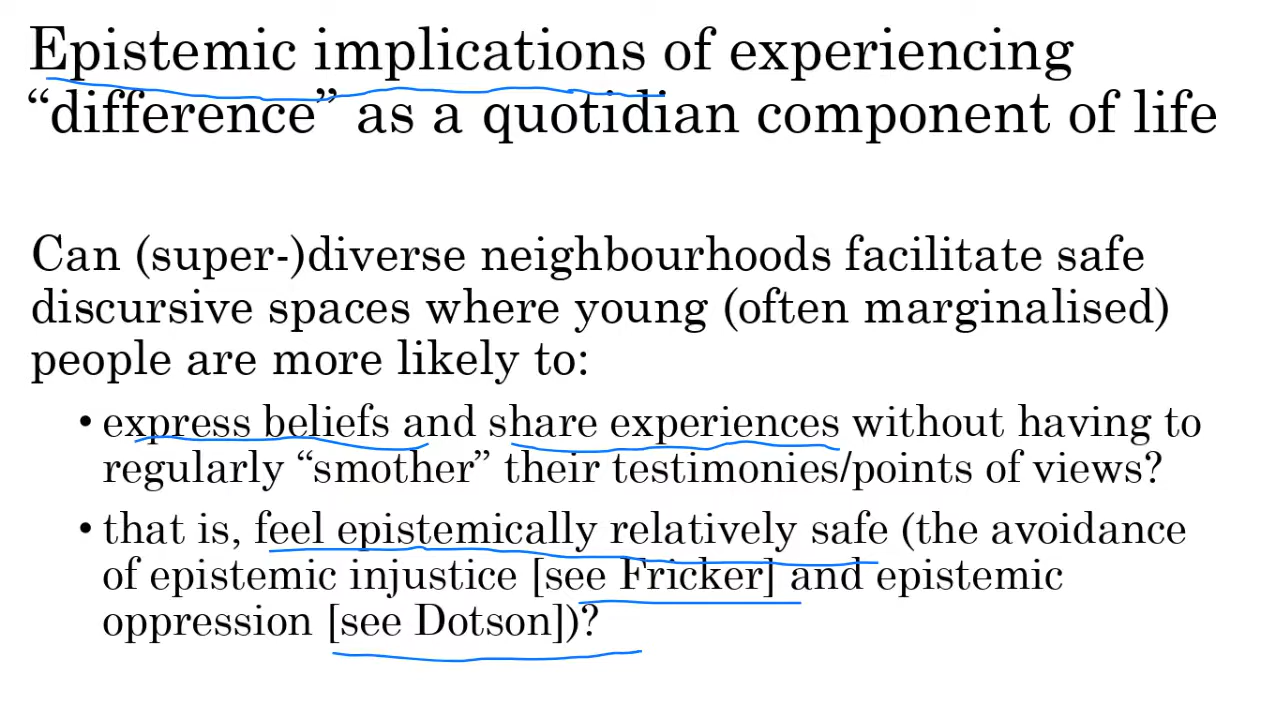 Epistemic implications of experiencing
“difference” as a quotidian component of life
Can (super-)diverse neighbourhoods facilitate safe
discursive spaces where young (often marginalised)
people are more likely to:
• express beliefs and share experiences without having to
regularly “smother” their testimonies/points of views?
• that is, feel epistemically relatively safe (the avoidance
of epistemic injustice [see Fricker] and epistemic
oppression [see Dotson])?